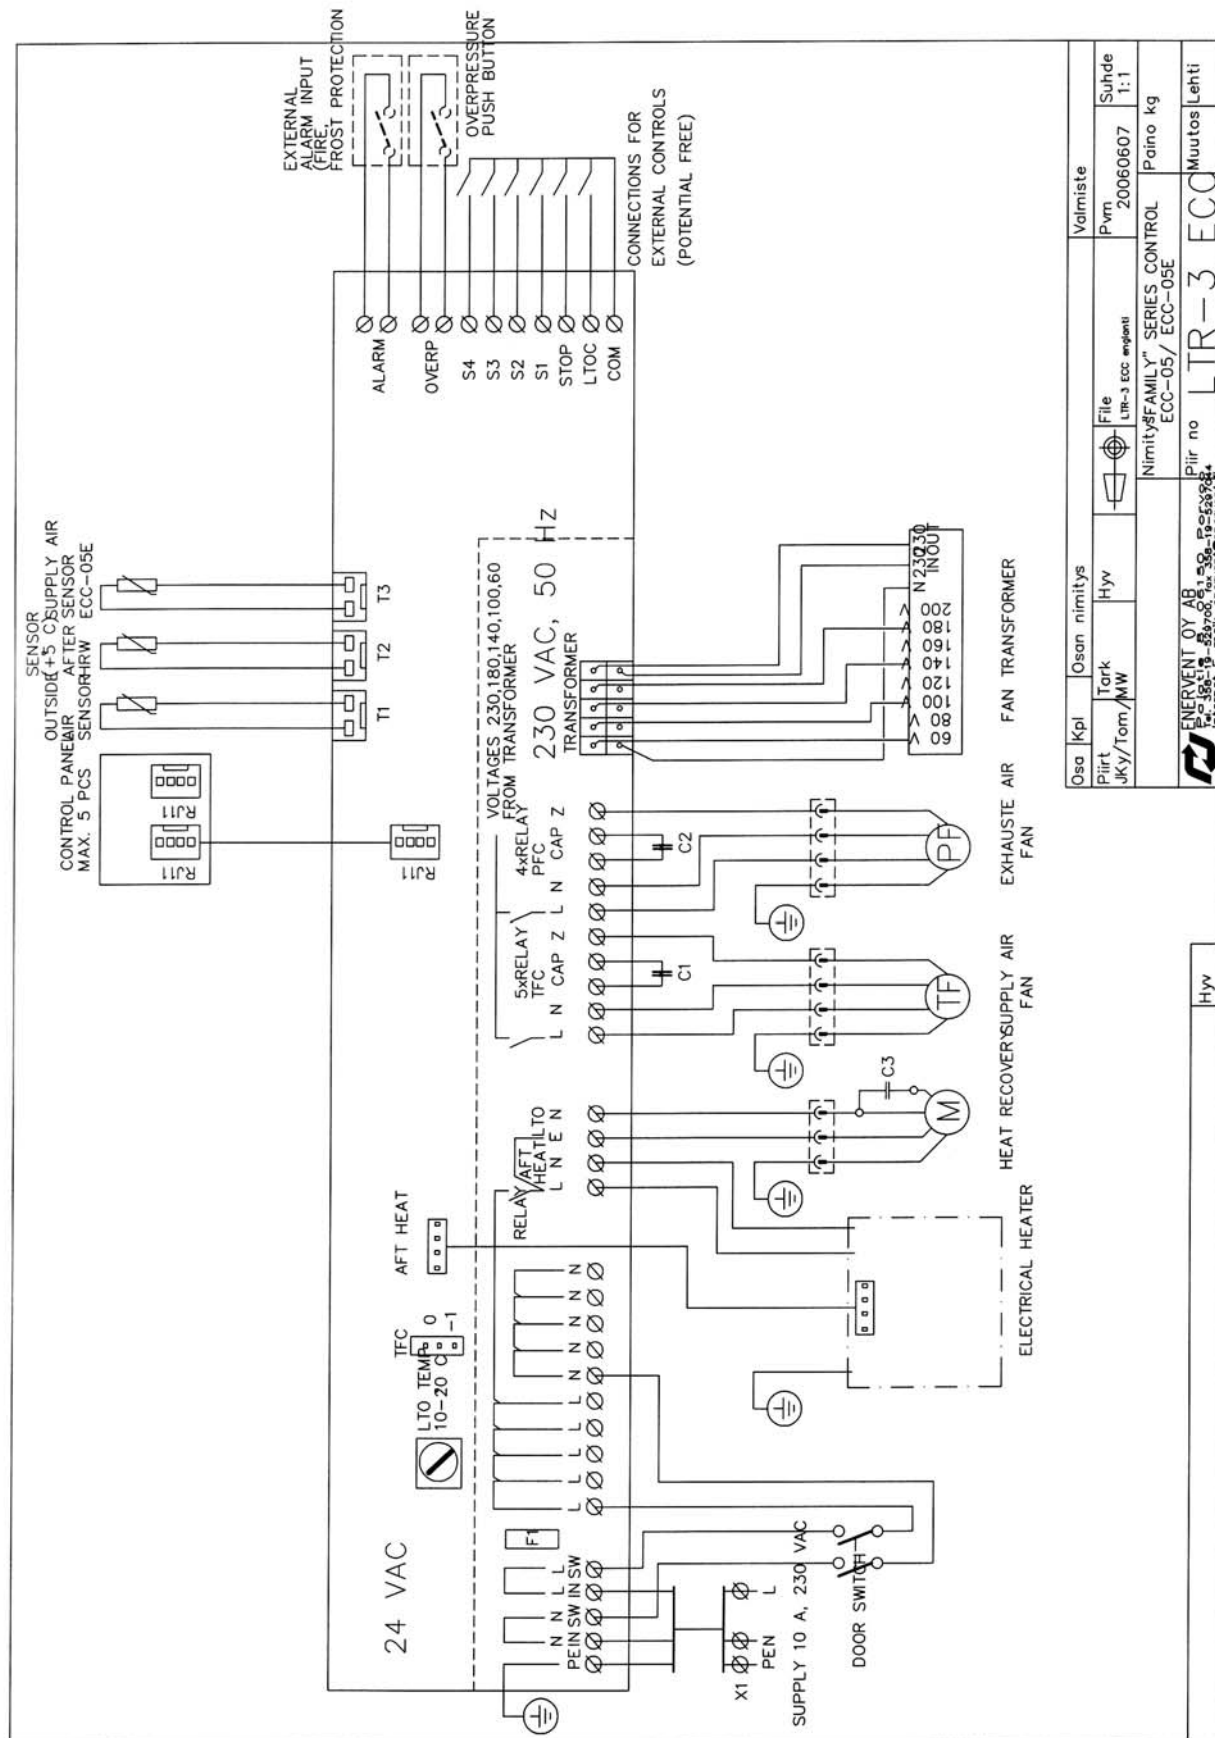 SENSOR
OUTSIDE(+5 C)SUPPLY AIR
CONTROL PANEL
AIR AFTER SENSOR
MAX. 5 PCS
SENSOR
HRW
ECC-05E
RJ11
RJ11
RJ11
T1
T2
T3
EXTERNAL
ALARM INPUT
(FIRE,
FROST PROTECTION
OVERPRESSURE
PUSH BUTTON
ALARM
OVERP
S4
S3
S2
S1
STOP
LTOC
COM
CONNECTIONS FOR
EXTERNAL CONTROLS
(POTENTIAL FREE)
24 VAC
LTO TEMP
10-20 C
TFC
0
-1
AFT HEAT
VOLTAGES 230,180,140,100,60
FROM TRANSFORMER
230 VAC, 50 Hz
TRANSFORMER
F1
RELAY
AFT
HEAT
LTO
5xRELAY
TFC
4xRELAY
PFC
PE
N
IN
N
SW
L
IN
L
SW
L
L
L
L
L
N
N
N
N
N
L
N
E
N
L
N
CAP
Z
L
N
CAP
Z
C1
C2
C3
X1
PEN
L
SUPPLY 10 A, 230 VAC
DOOR SWITCH
M
TF
PF
60
80
100
120
140
160
180
200
V
V
V
V
V
V
V
V
N
230
IN
230
OUT
ELECTRICAL HEATER
HEAT RECOVERY
SUPPLY AIR
FAN
EXHAUSTE AIR
FAN
FAN TRANSFORMER
Osa
Kpl
Osan nimitys
Valmiste
Piirt
JKy/Tom/MW
Tark
Hyv
File
LTR-3 ECC englanti
Pvm
20060607
Suhde
1:1
Nimitys
"FAMILY" SERIES CONTROL
ECC-05/ ECC-05E
Paino kg
ENERVENT OY AB
Piir no
LTR-3 ECC
Muutos
Lehti
Hyv